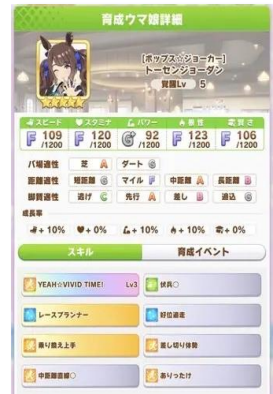 育成ウマ娘詳細
[ポップス☆ジョーカー]
トーセンジョーダン
覚醒Lv 5
スピード スタミナ パワー 根性 賢さ
F 109 /1200 F 120 /1200 G+ 92 /1200 F 123 /1200 F 106 /1200
バ場適性 芝 A ダート G
距離適性 短距離 G マイル F 中距離 A 長距離 B
脚質適性 逃げ C 先行 A 差し B 追込 G
成長率
+10% +0% +10% +10% +0%
スキル 育成イベント
YEAH☆VIVID TIME! Lv3 伏兵○
レースプランナー 好位追走
乗り換え上手 差し切り体勢
中距離直線○ ありったけ